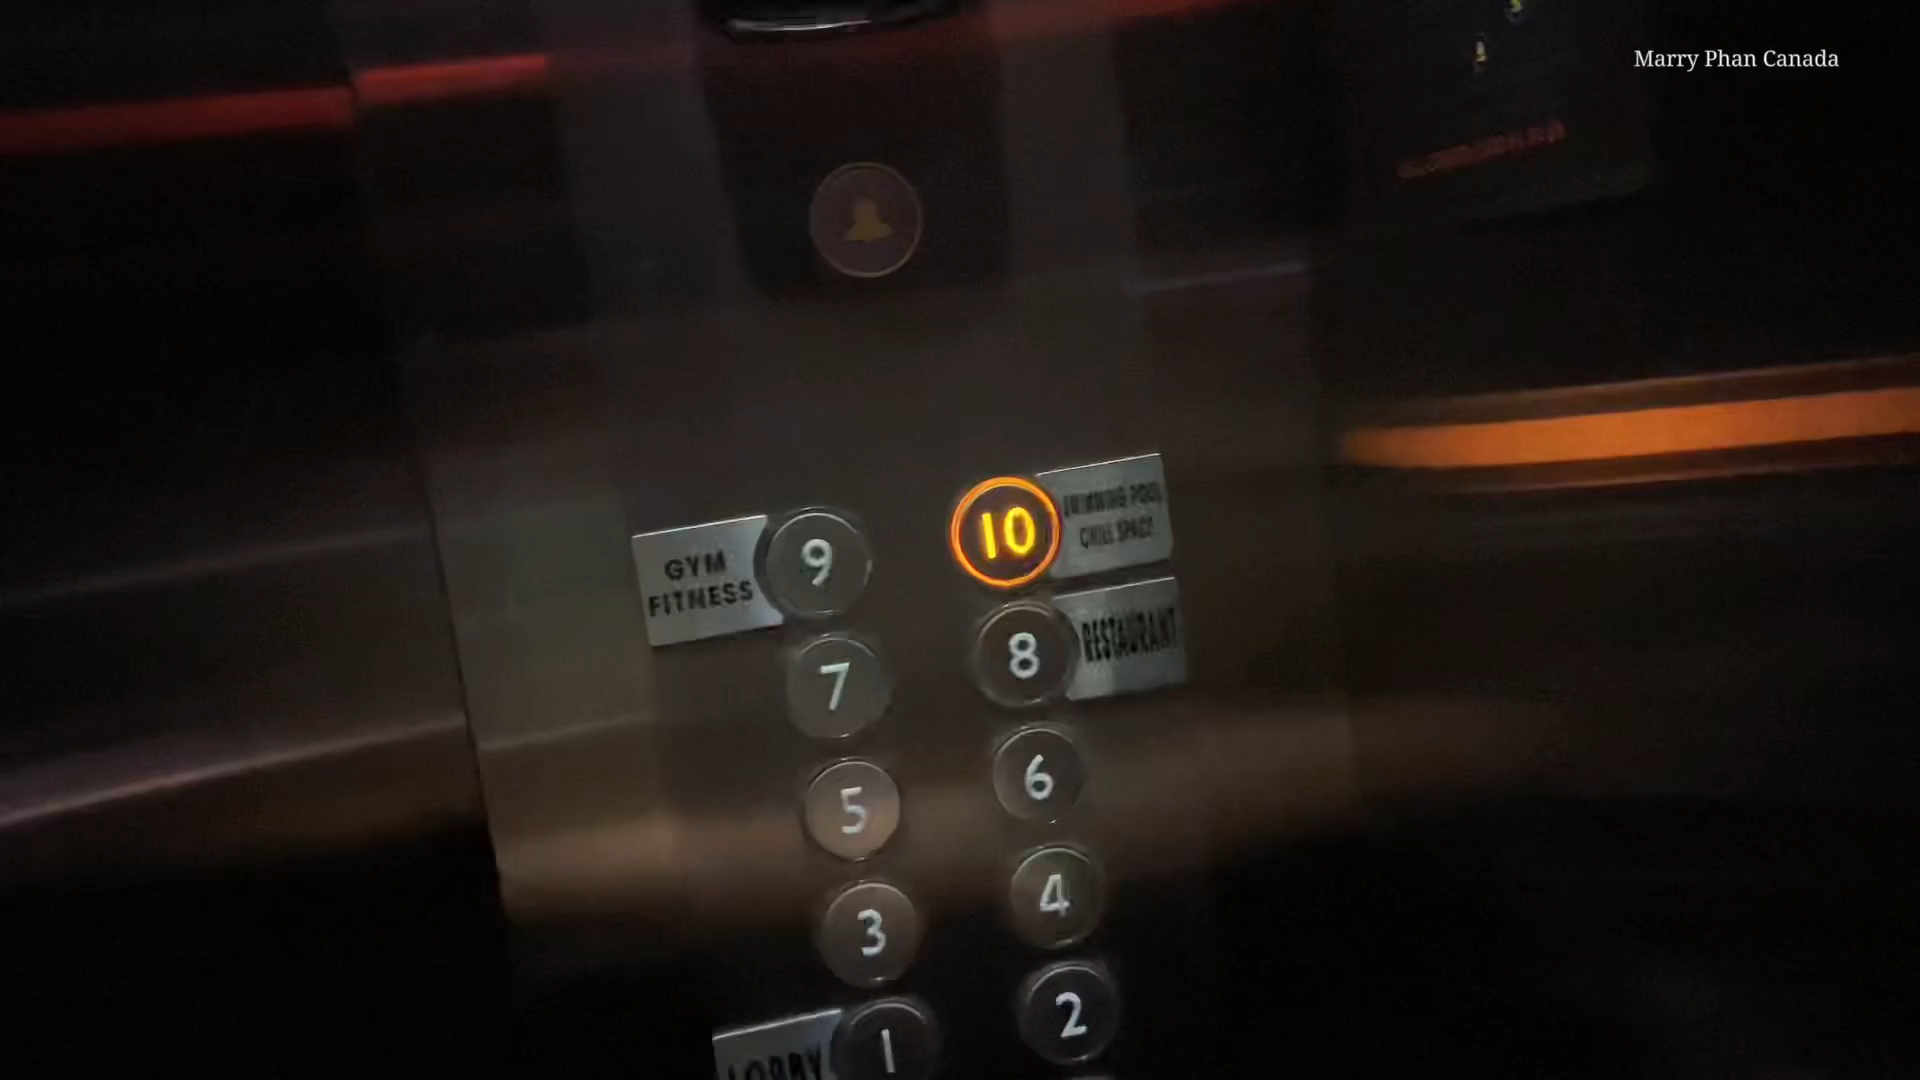 Marry Phan Canada
10
SWIMMING POOL
CHILL SPACE
GYM
FITNESS
9
8
RESTAURANT
7
6
5
4
3
2
LOBBY
1